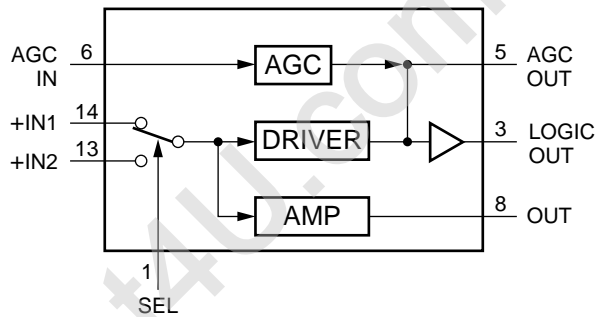 AGC IN
6
AGC
5
AGC OUT
+IN1
14
+IN2
13
DRIVER
3
LOGIC OUT
AMP
8
OUT
1
SEL
t4U.com